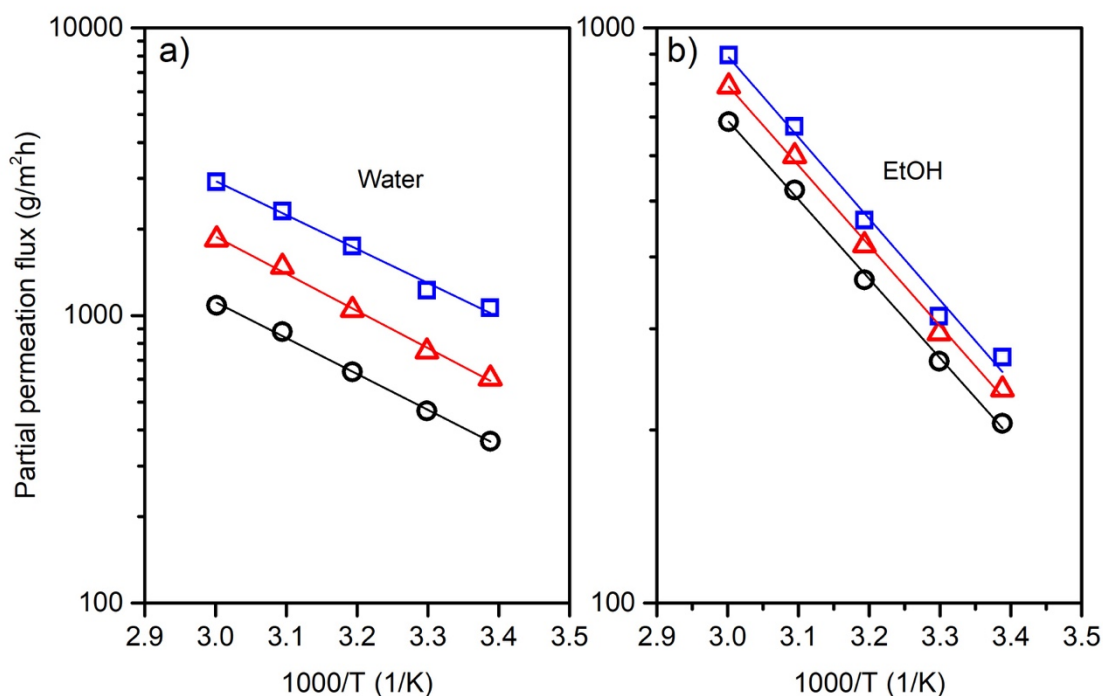 Partial permeation flux (g/m²h)
a)
Water
10000
1000
100
2.9 3.0 3.1 3.2 3.3 3.4 3.5
1000/T (1/K)
b)
EtOH
1000
100
2.9 3.0 3.1 3.2 3.3 3.4 3.5
1000/T (1/K)